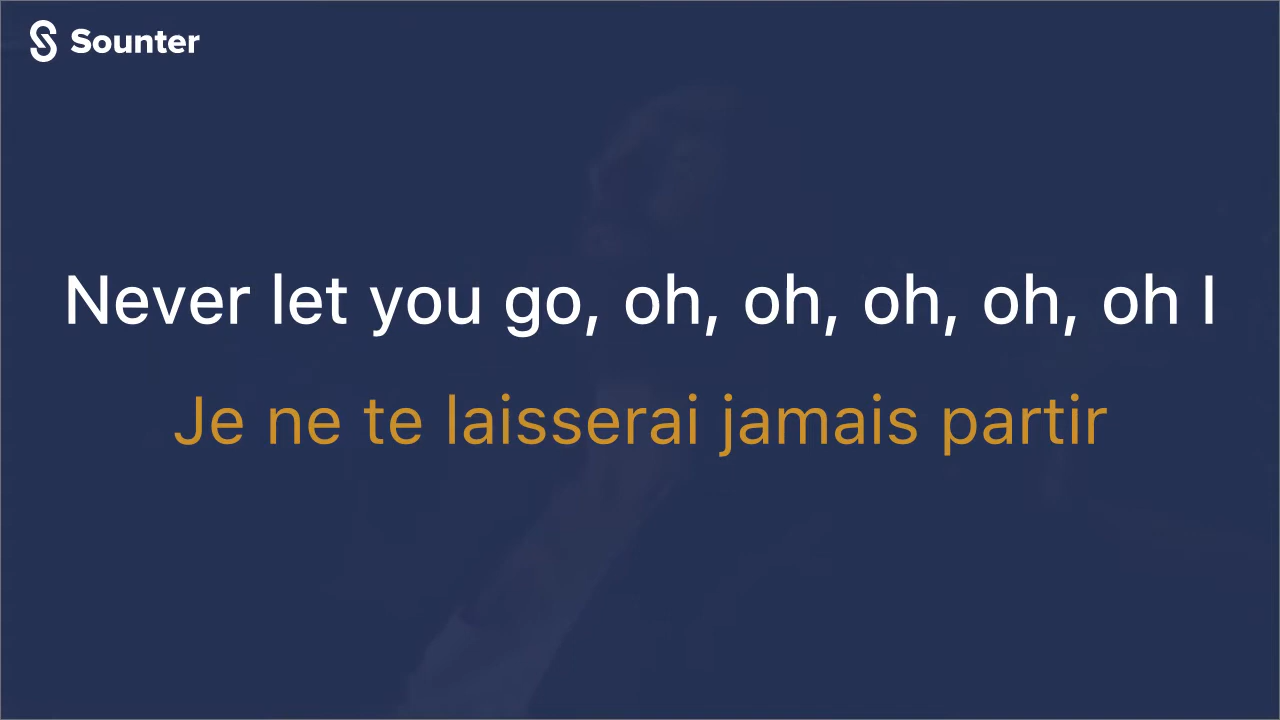 Sounter
Never let you go, oh, oh, oh, oh, oh I
Je ne te laisserai jamais partir